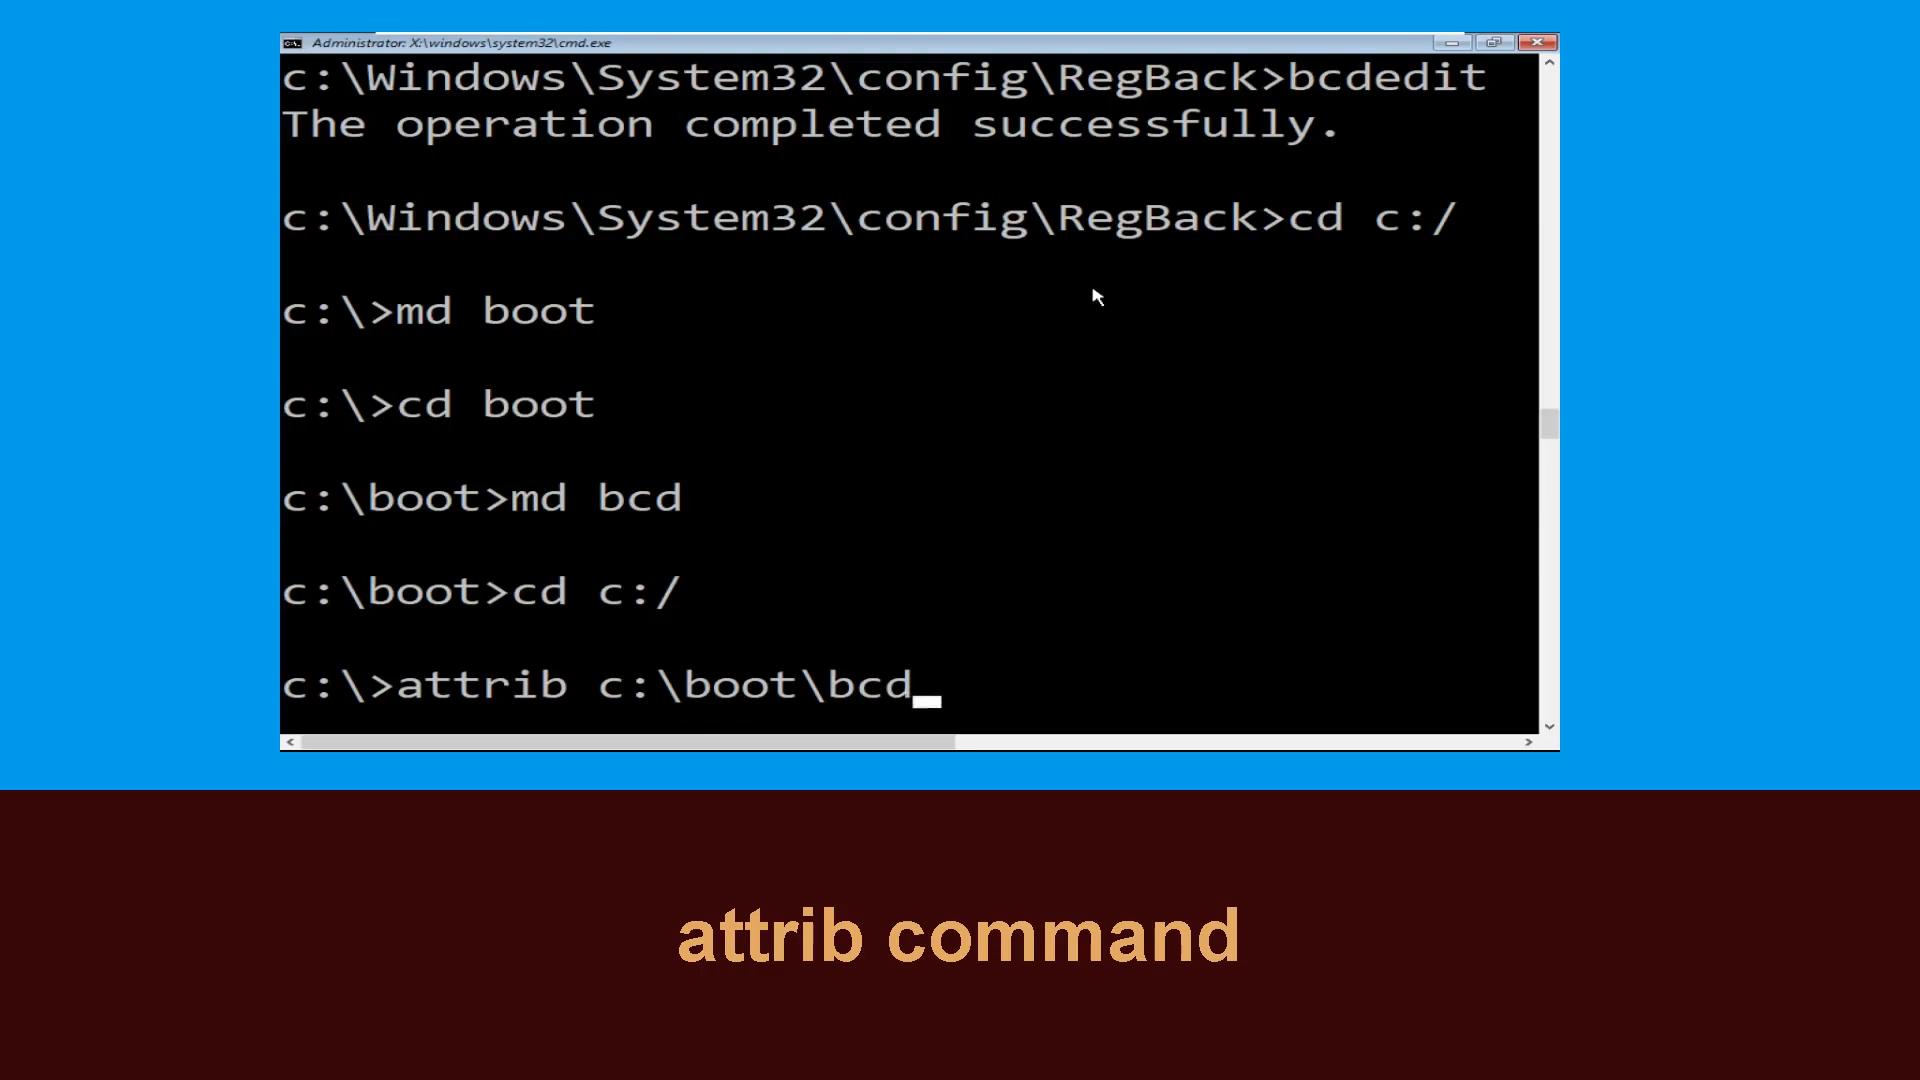 Administrator: X:\windows\system32\cmd.exe
c:\Windows\System32\config\RegBack>bcdedit
The operation completed successfully.
c:\Windows\System32\config\RegBack>cd c:/
c:\>md boot
c:\>cd boot
c:\boot>md bcd
c:\boot>cd c:/
c:\>attrib c:\boot\bcd
attrib command